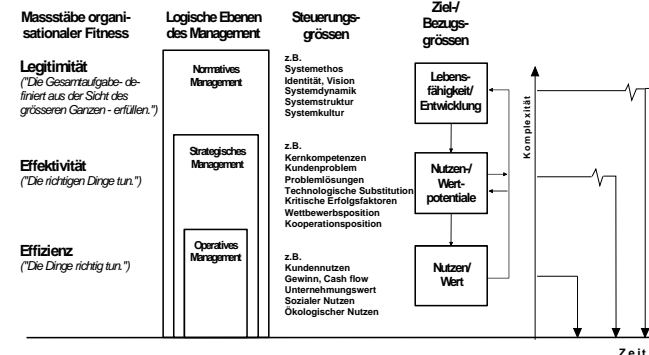 Massstäbe organi-
sationaler Fitness
Logische Ebenen
des Management
Steuerungs-
grössen
Ziel-/
Bezugs-
grössen
Legitimität
("Die Gesamtaufgabe- de-
finiert aus der Sicht des
grösseren Ganzen - erfüllen.")
Normatives
Management
z.B.
Systemethos
Identität, Vision
Systemdynamik
Systemstruktur
Systemkultur
Lebens-
fähigkeit/
Entwicklung
Komplexität
Effektivität
("Die richtigen Dinge tun.")
Strategisches
Management
z.B.
Kernkompetenzen
Kundenproblem
Problemlösungen
Technologische Substitution
Kritische Erfolgsfaktoren
Wettbewerbsposition
Kooperationsposition
Nutzen-/
Wert-
potentiale
Effizienz
("Die Dinge richtig tun.")
Operatives
Management
z.B.
Kundennutzen
Gewinn, Cash flow
Unternehmungswert
Sozialer Nutzen
Ökologischer Nutzen
Nutzen/
Wert
Zeit